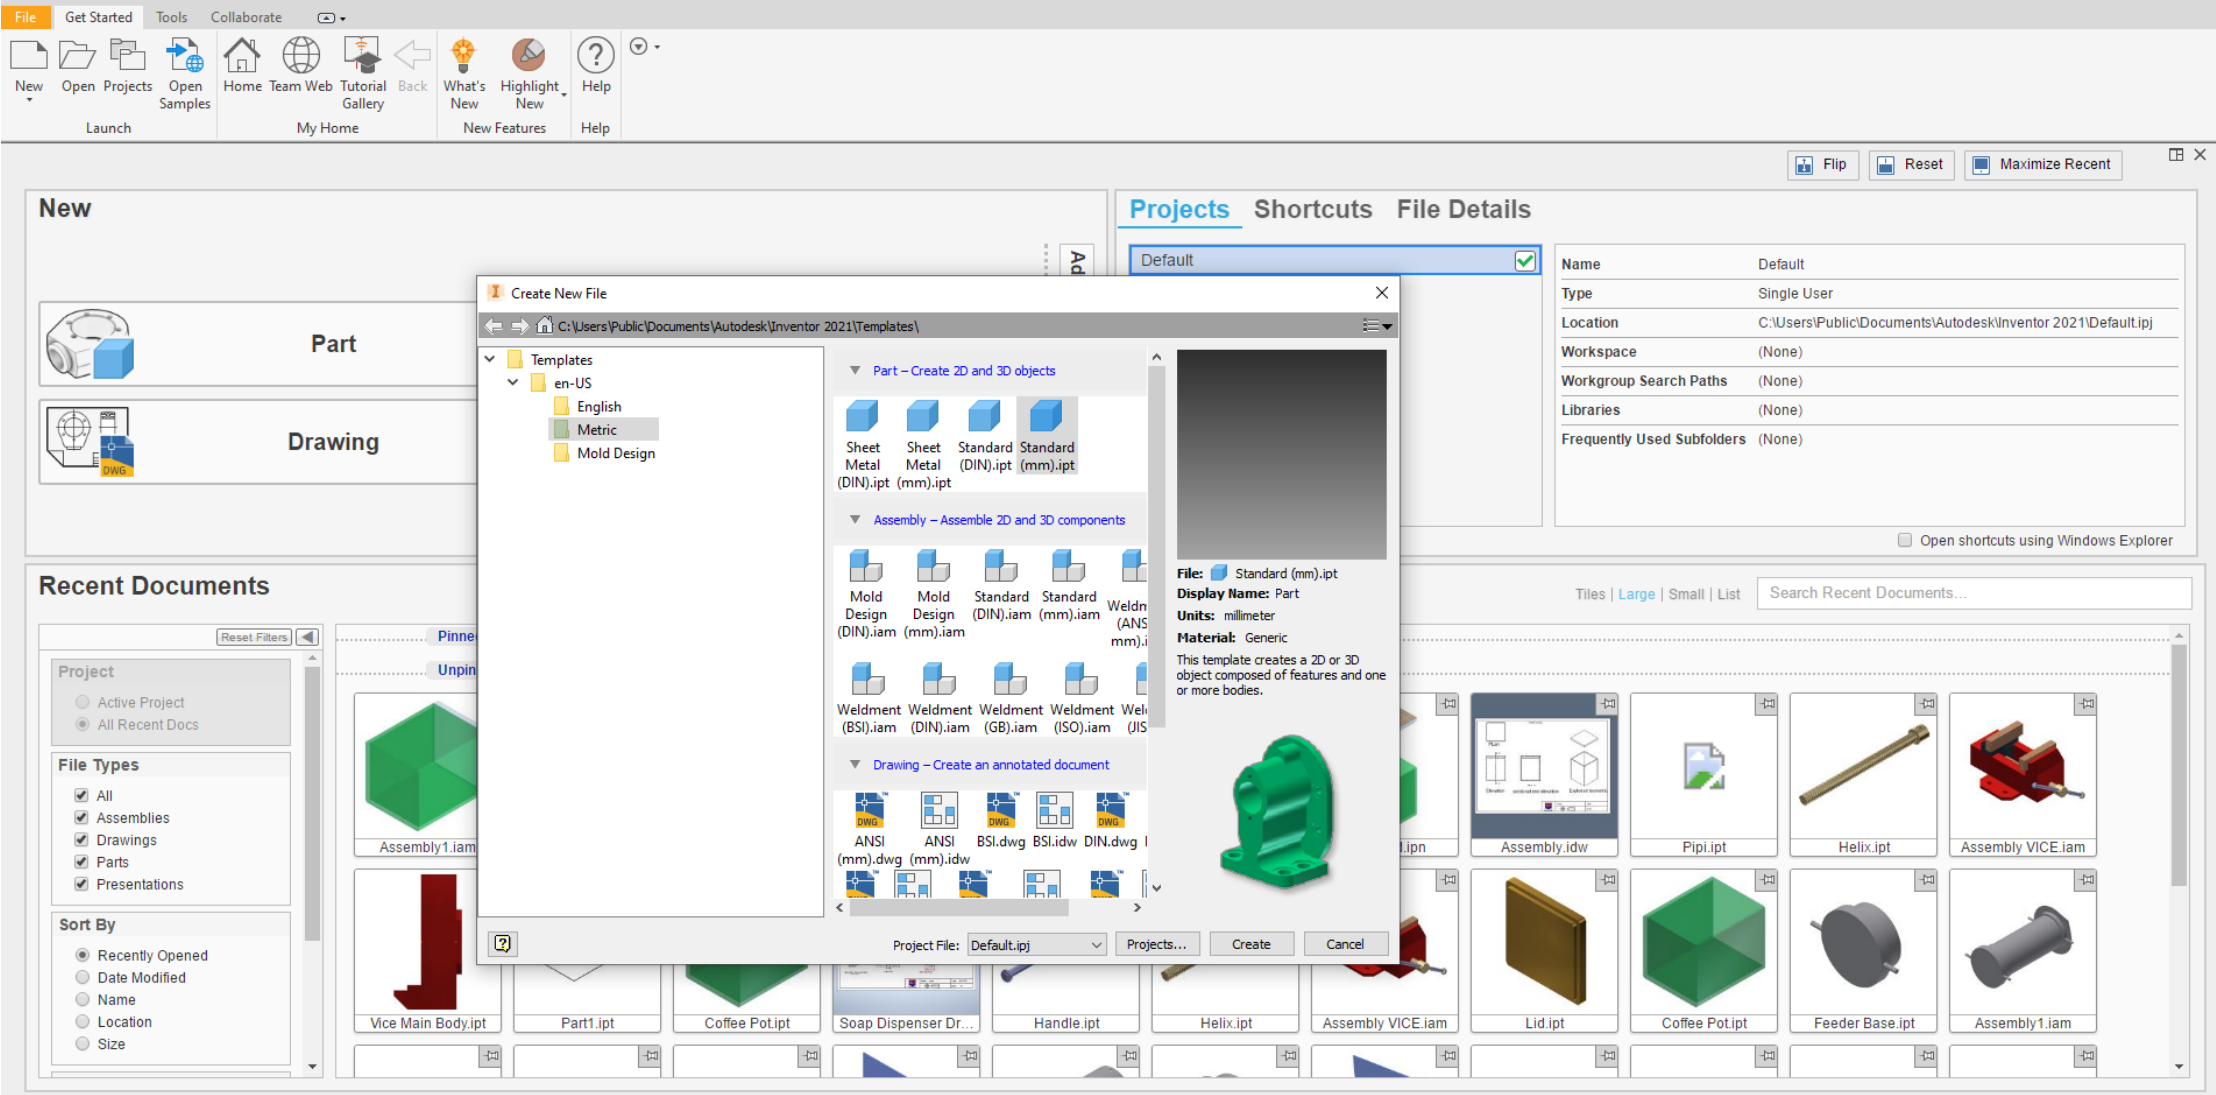 File Get Started Tools Collaborate
New Open Projects Open Samples Home Team Web Tutorial Gallery Back What's New Highlight New Help
Launch My Home New Features Help
Flip Reset Maximize Recent
New
Ad
Part
Drawing
DWG
Projects Shortcuts File Details
Default
Name Default
Type Single User
Location C:\Users\Public\Documents\Autodesk\Inventor 2021\Default.ipj
Workspace (None)
Workgroup Search Paths (None)
Libraries (None)
Frequently Used Subfolders (None)
Open shortcuts using Windows Explorer
Create New File
C:\Users\Public\Documents\Autodesk\Inventor 2021\Templates\
Templates
en-US
English
Metric
Mold Design
Part – Create 2D and 3D objects
Sheet Metal (DIN).ipt
Sheet Metal (mm).ipt
Standard (DIN).ipt
Standard (mm).ipt
Assembly – Assemble 2D and 3D components
Mold Design (DIN).iam
Mold Design (mm).iam
Standard (DIN).iam
Standard (mm).iam
Weldm (ANS mm).i
Weldment (BSI).iam
Weldment (DIN).iam
Weldment (GB).iam
Weldment (ISO).iam
Wel (JIS
Drawing – Create an annotated document
DWG DWG DWG
ANSI (mm).dwg
ANSI (mm).idw
BSI.dwg
BSI.idw
DIN.dwg
File: Standard (mm).ipt
Display Name: Part
Units: millimeter
Material: Generic
This template creates a 2D or 3D
object composed of features and one
or more bodies.
Project File: Default.ipj Projects... Create Cancel
Recent Documents
Tiles | Large | Small | List
Search Recent Documents...
Reset Filters
Project
Active Project
All Recent Docs
File Types
All
Assemblies
Drawings
Parts
Presentations
Sort By
Recently Opened
Date Modified
Name
Location
Size
Pinne
Unpin
Assembly1.iam
.ipn
Assembly.idw
Pipi.ipt
Helix.ipt
Assembly VICE.iam
Vice Main Body.ipt
Part1.ipt
Coffee Pot.ipt
Soap Dispenser Dr...
Handle.ipt
Helix.ipt
Assembly VICE.iam
Lid.ipt
Coffee Pot.ipt
Feeder Base.ipt
Assembly1.iam